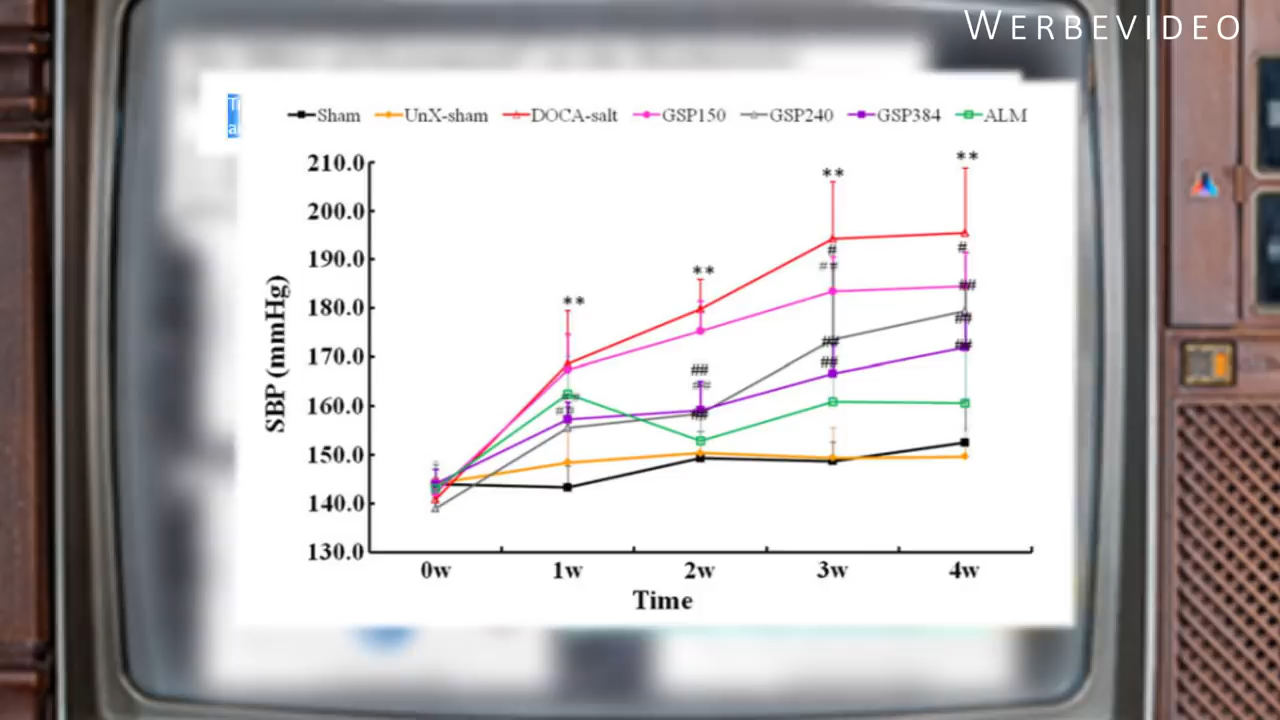 WERBEVIDEO
Sham UnX-sham DOCA-salt GSP150 GSP240 GSP384 ALM
210.0
200.0
190.0
180.0
170.0
160.0
150.0
140.0
130.0
SBP (mmHg)
** ** ** **
# ## ## ##
## ## ##
# ## ## ##
0w 1w 2w 3w 4w
Time